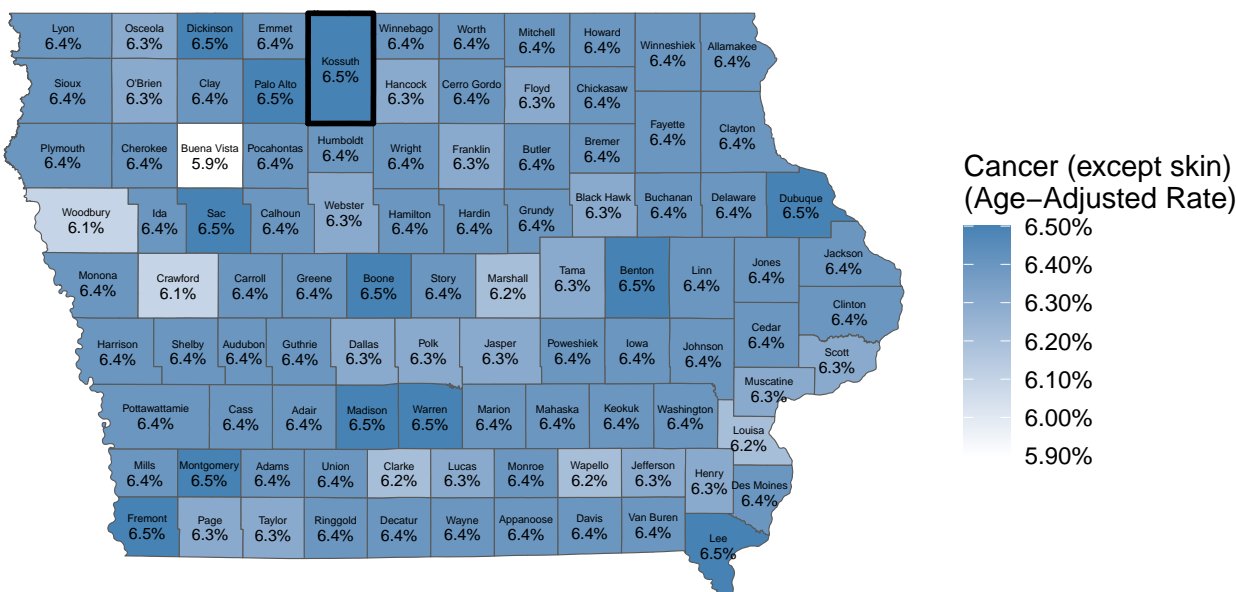 Lyon
6.4%
Osceola
6.3%
Dickinson
6.5%
Emmet
6.4%
Kossuth
6.5%
Winnebago
6.4%
Worth
6.4%
Mitchell
6.4%
Howard
6.4%
Winneshiek
6.4%
Allamakee
6.4%
Sioux
6.4%
O'Brien
6.3%
Clay
6.4%
Palo Alto
6.5%
Hancock
6.3%
Cerro Gordo
6.4%
Floyd
6.3%
Chickasaw
6.4%
Fayette
6.4%
Clayton
6.4%
Plymouth
6.4%
Cherokee
6.4%
Buena Vista
5.9%
Pocahontas
6.4%
Humboldt
6.4%
Wright
6.4%
Franklin
6.3%
Butler
6.4%
Bremer
6.4%
Woodbury
6.1%
Ida
6.4%
Sac
6.5%
Calhoun
6.4%
Webster
6.3%
Hamilton
6.4%
Hardin
6.4%
Grundy
6.4%
Black Hawk
6.3%
Buchanan
6.4%
Delaware
6.4%
Dubuque
6.5%
Monona
6.4%
Crawford
6.1%
Carroll
6.4%
Greene
6.4%
Boone
6.5%
Story
6.4%
Marshall
6.2%
Tama
6.3%
Benton
6.5%
Linn
6.4%
Jones
6.4%
Jackson
6.4%
Clinton
6.4%
Harrison
6.4%
Shelby
6.4%
Audubon
6.4%
Guthrie
6.4%
Dallas
6.3%
Polk
6.3%
Jasper
6.3%
Poweshiek
6.4%
Iowa
6.4%
Johnson
6.4%
Cedar
6.4%
Scott
6.3%
Muscatine
6.3%
Pottawattamie
6.4%
Cass
6.4%
Adair
6.4%
Madison
6.5%
Warren
6.5%
Marion
6.4%
Mahaska
6.4%
Keokuk
6.4%
Washington
6.4%
Louisa
6.2%
Mills
6.4%
Montgomery
6.5%
Adams
6.4%
Union
6.4%
Clarke
6.2%
Lucas
6.3%
Monroe
6.4%
Wapello
6.2%
Jefferson
6.3%
Henry
6.3%
Des Moines
6.4%
Fremont
6.5%
Page
6.3%
Taylor
6.3%
Ringgold
6.4%
Decatur
6.4%
Wayne
6.4%
Appanoose
6.4%
Davis
6.4%
Van Buren
6.4%
Lee
6.5%
Cancer (except skin)
(Age−Adjusted Rate)
6.50%
6.40%
6.30%
6.20%
6.10%
6.00%
5.90%